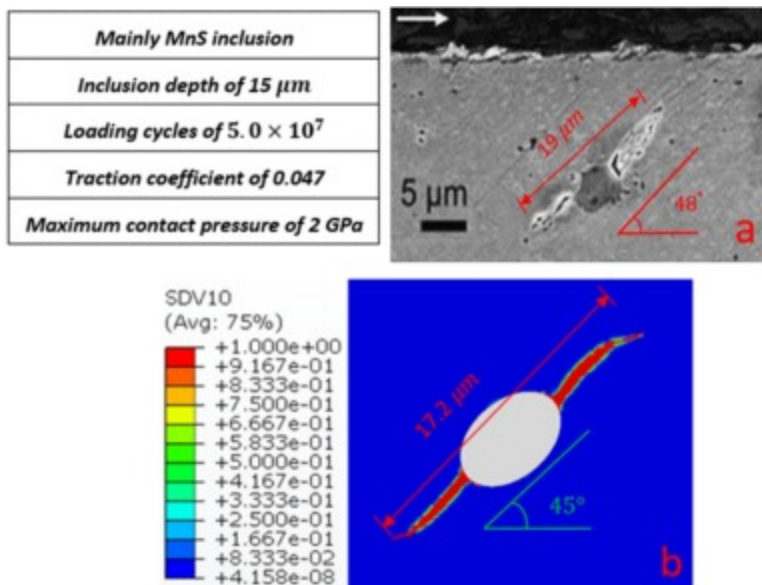 Mainly MnS inclusion
Inclusion depth of 15 μm
Loading cycles of 5.0 × 10⁷
Traction coefficient of 0.047
Maximum contact pressure of 2 GPa
19 μm
5 μm
48°
a
SDV10
(Avg: 75%)
+1.000e+00
+9.167e-01
+8.333e-01
+7.500e-01
+6.667e-01
+5.833e-01
+5.000e-01
+4.167e-01
+3.333e-01
+2.500e-01
+1.667e-01
+8.333e-02
+4.158e-08
17.2 μm
45°
b